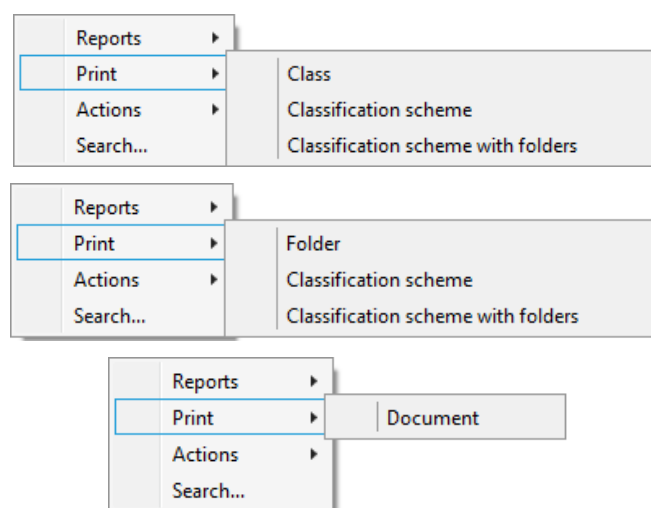 Reports
Print
Class
Actions
Classification scheme
Search...
Classification scheme with folders
Reports
Print
Folder
Actions
Classification scheme
Search...
Classification scheme with folders
Reports
Print
Document
Actions
Search...